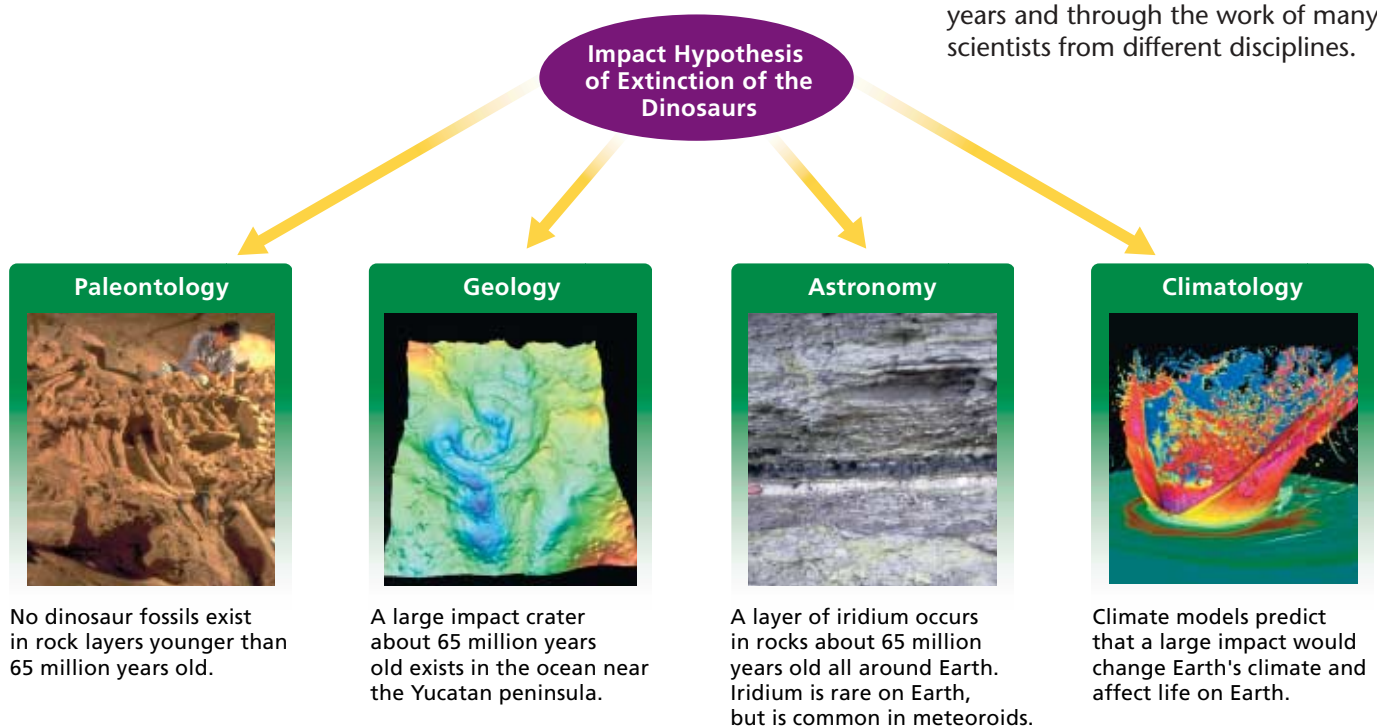 years and through the work of many
scientists from different disciplines.
Impact Hypothesis
of Extinction of the
Dinosaurs
Paleontology
No dinosaur fossils exist
in rock layers younger than
65 million years old.
Geology
A large impact crater
about 65 million years
old exists in the ocean near
the Yucatan peninsula.
Astronomy
A layer of iridium occurs
in rocks about 65 million
years old all around Earth.
Iridium is rare on Earth,
but is common in meteoroids.
Climatology
Climate models predict
that a large impact would
change Earth's climate and
affect life on Earth.